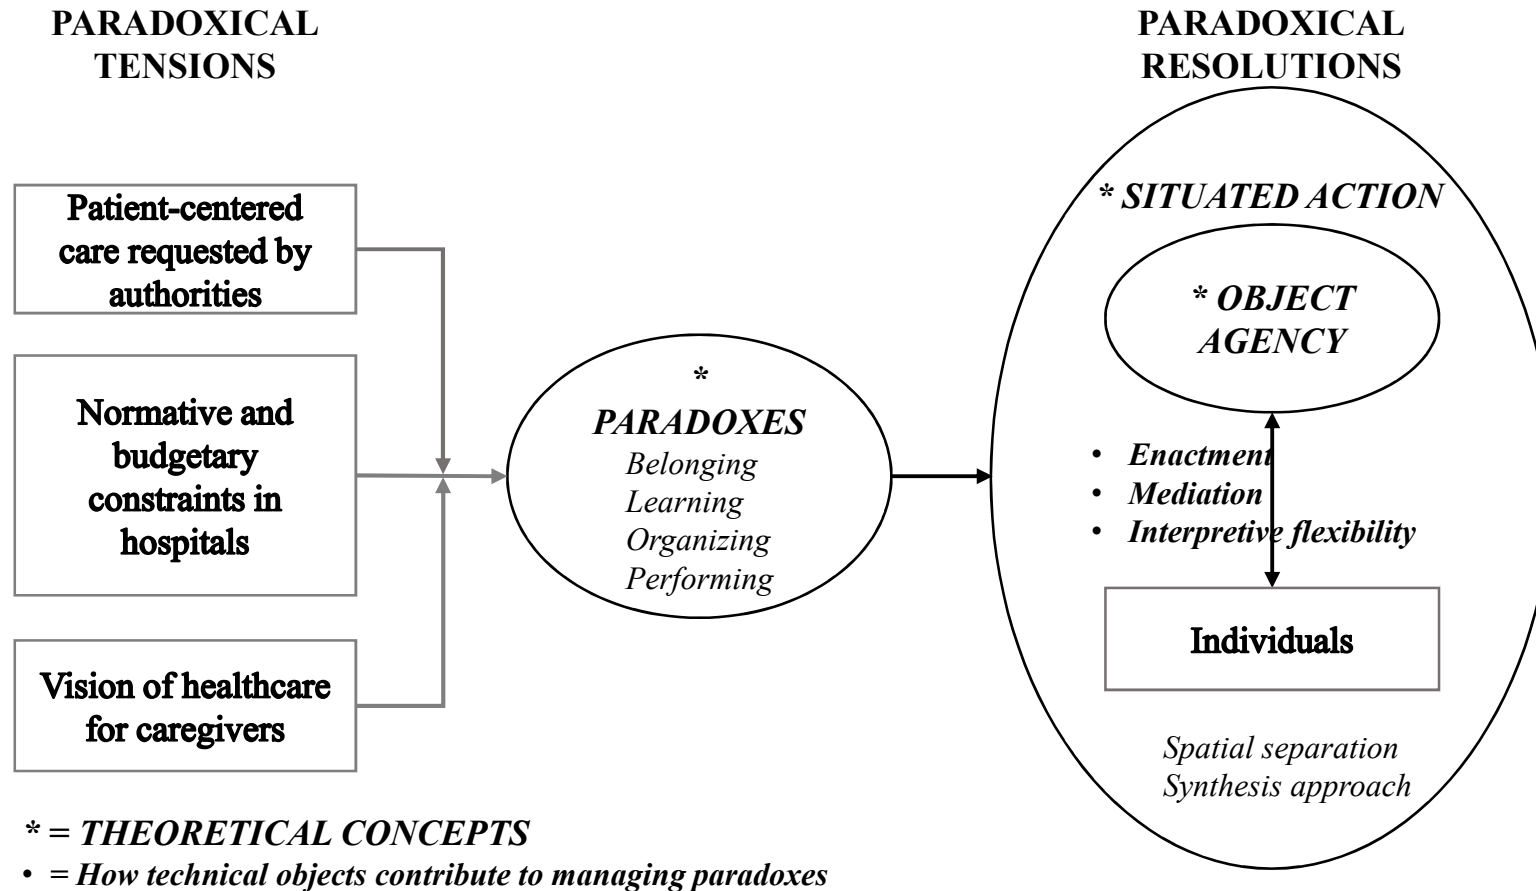 PARADOXICAL
TENSIONS
PARADOXICAL
RESOLUTIONS
Patient-centered
care requested by
authorities
Normative and
budgetary
constraints in
hospitals
Vision of healthcare
for caregivers
*
PARADOXES
Belonging
Learning
Organizing
Performing
* SITUATED ACTION
* OBJECT
AGENCY
• Enactment
• Mediation
• Interpretive flexibility
Individuals
Spatial separation
Synthesis approach
* = THEORETICAL CONCEPTS
• = How technical objects contribute to managing paradoxes